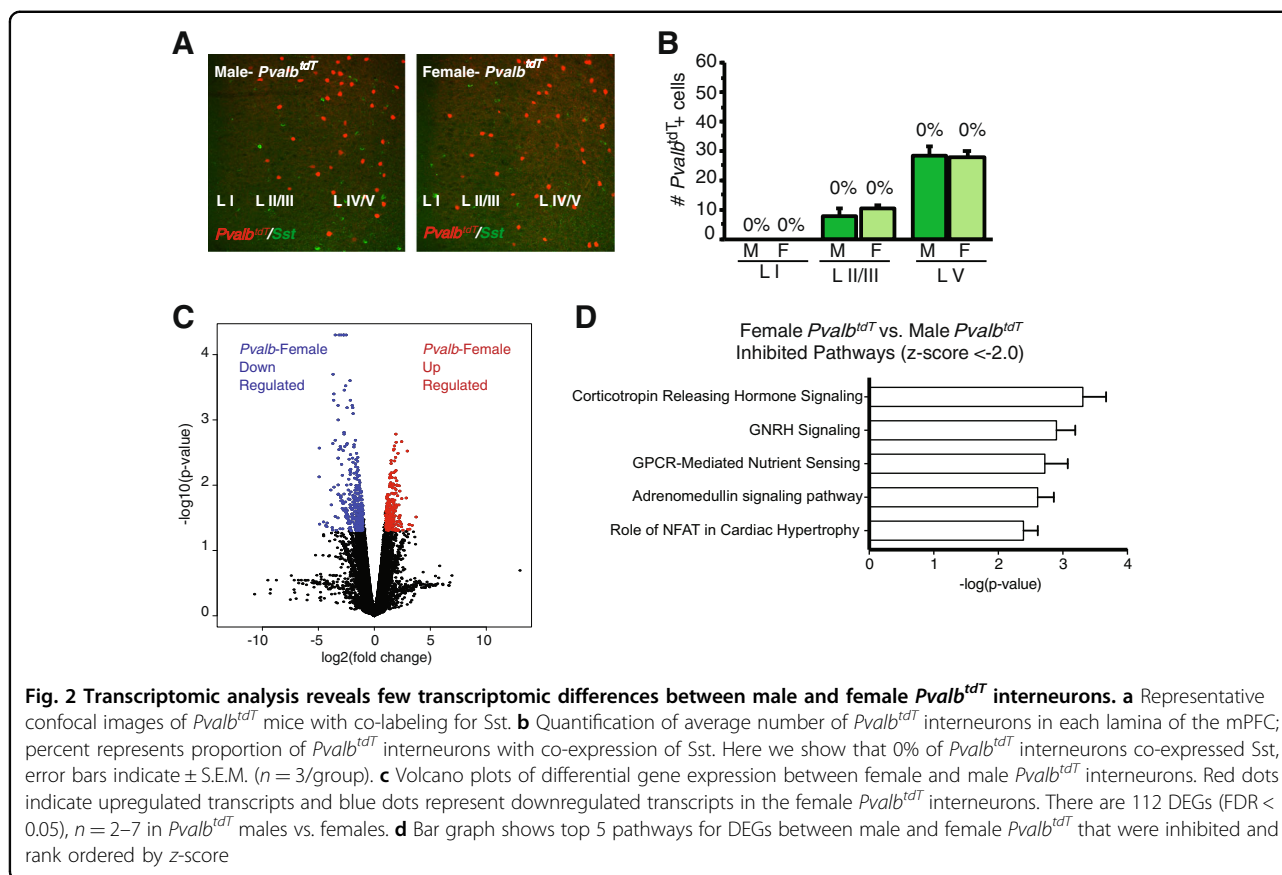 A
Male- Pvalb^tdT
L I L II/III L IV/V
Pvalb^tdT/Sst
Female- Pvalb^tdT
L I L II/III L IV/V
Pvalb^tdT/Sst
B
# Pvalb^tdT+ cells
60
50
40
30
20
10
0
0% 0%
0% 0%
0% 0%
M F M F M F
L I L II/III L V
C
Pvalb-Female
Down
Regulated
Pvalb-Female
Up
Regulated
-log10(p-value)
4
3
2
1
0
-10 -5 0 5 10
log2(fold change)
D
Female Pvalb^tdT vs. Male Pvalb^tdT
Inhibited Pathways (z-score <-2.0)
Corticotropin Releasing Hormone Signaling
GNRH Signaling
GPCR-Mediated Nutrient Sensing
Adrenomedullin signaling pathway
Role of NFAT in Cardiac Hypertrophy
0 1 2 3 4
-log(p-value)
Fig. 2 Transcriptomic analysis reveals few transcriptomic differences between male and female Pvalb^tdT interneurons. a Representative
confocal images of Pvalb^tdT mice with co-labeling for Sst. b Quantification of average number of Pvalb^tdT interneurons in each lamina of the mPFC;
percent represents proportion of Pvalb^tdT interneurons with co-expression of Sst. Here we show that 0% of Pvalb^tdT interneurons co-expressed Sst,
error bars indicate ± S.E.M. (n = 3/group). c Volcano plots of differential gene expression between female and male Pvalb^tdT interneurons. Red dots
indicate upregulated transcripts and blue dots represent downregulated transcripts in the female Pvalb^tdT interneurons. There are 112 DEGs (FDR <
0.05), n = 2–7 in Pvalb^tdT males vs. females. d Bar graph shows top 5 pathways for DEGs between male and female Pvalb^tdT that were inhibited and
rank ordered by z-score